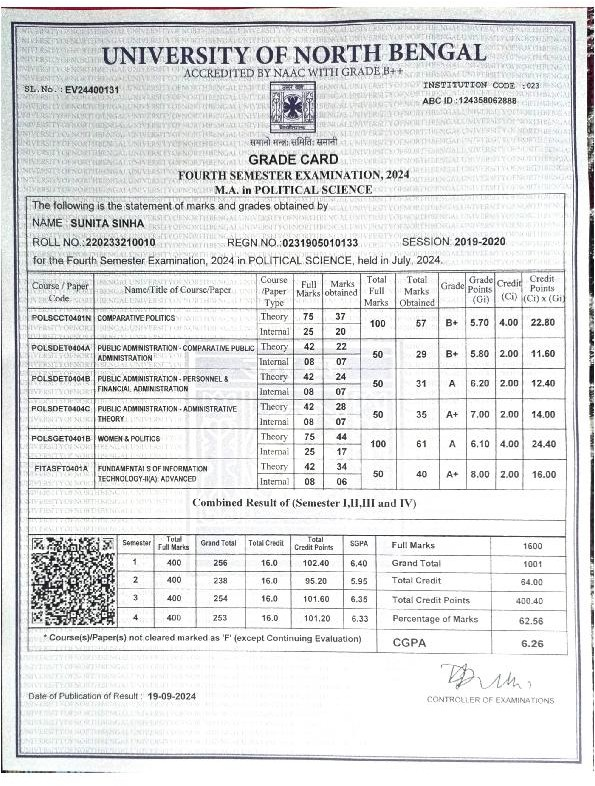 UNIVERSITY OF NORTH BENGAL
ACCREDITED BY NAAC WITH GRADE B++
SL. No. : EV24400131
INSTITUTION CODE : 023
ABC ID : 124358062888
समानो मन्त्र: समिति: समानी
GRADE CARD
FOURTH SEMESTER EXAMINATION, 2024
M.A. in POLITICAL SCIENCE
The following is the statement of marks and grades obtained by
NAME : SUNITA SINHA
ROLL NO.: 220233210010 REGN NO.0231905010133 SESSION: 2019-2020
for the Fourth Semester Examination, 2024 in POLITICAL SCIENCE, held in July, 2024.
Course / Paper Code Name/Title of Course/Paper Course /Paper Type Full Marks Marks obtained Total Full Marks Total Marks Obtained Grade Grade Points (Gi) Credit (Ci) Credit Points (Ci) x (Gi)
POLSCCT0401N COMPARATIVE POLITICS Theory 75 37 100 57 B+ 5.70 4.00 22.80
Internal 25 20
POLSDET0404A PUBLIC ADMINISTRATION - COMPARATIVE PUBLIC ADMINISTRATION Theory 42 22 50 29 B+ 5.80 2.00 11.60
Internal 08 07
POLSDET0404B PUBLIC ADMINISTRATION - PERSONNEL & FINANCIAL ADMINISTRATION Theory 42 24 50 31 A 6.20 2.00 12.40
Internal 08 07
POLSDET0404C PUBLIC ADMINISTRATION - ADMINISTRATIVE THEORY Theory 42 28 50 35 A+ 7.00 2.00 14.00
Internal 08 07
POLSGET0401B WOMEN & POLITICS Theory 75 44 100 61 A 6.10 4.00 24.40
Internal 25 17
FITASFT0401A FUNDAMENTALS OF INFORMATION TECHNOLOGY-II(A): ADVANCED Theory 42 34 50 40 A+ 8.00 2.00 16.00
Internal 08 06
Combined Result of (Semester I,II,III and IV)
Semester Total Full Marks Grand Total Total Credit Total Credit Points SGPA
1 400 256 16.0 102.40 6.40
2 400 238 16.0 95.20 5.95
3 400 254 16.0 101.60 6.35
4 400 253 16.0 101.20 6.33
Full Marks 1600
Grand Total 1001
Total Credit 64.00
Total Credit Points 400.40
Percentage of Marks 62.56
CGPA 6.26
* Course(s)/Paper(s) not cleared marked as 'F' (except Continuing Evaluation)
Date of Publication of Result : 19-09-2024
CONTROLLER OF EXAMINATIONS